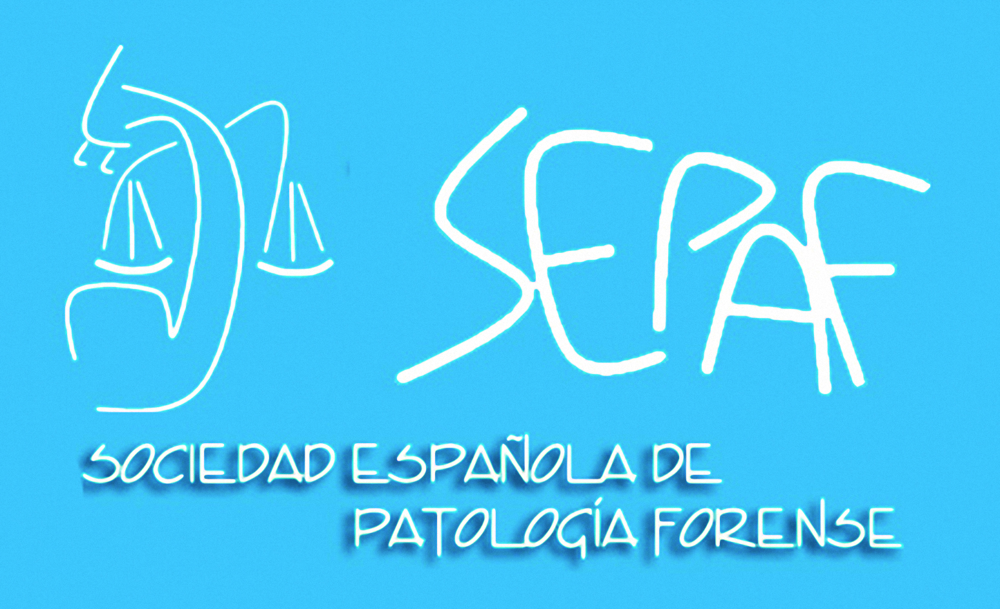 SEPAF
SOCIEDAD ESPAÑOLA DE
PATOLOGÍA FORENSE